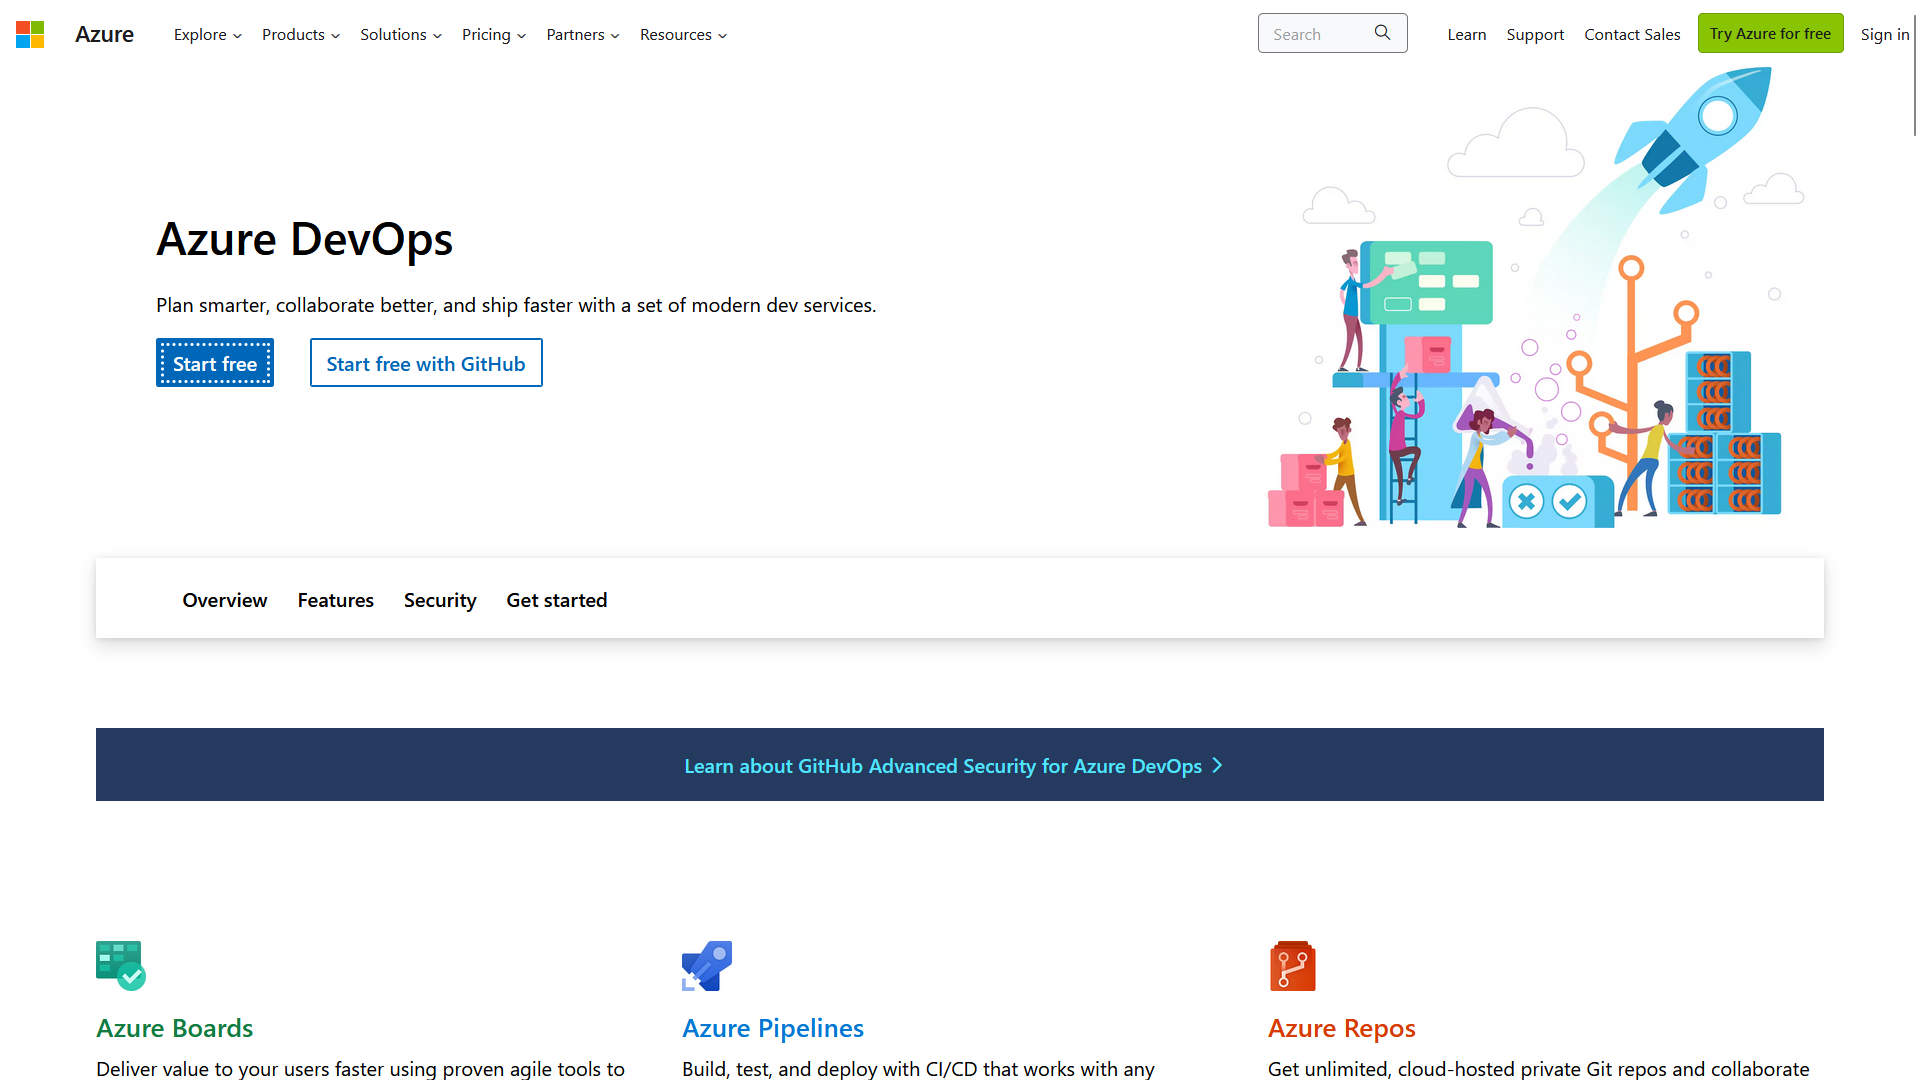 Azure
Explore
Products
Solutions
Pricing
Partners
Resources
Search
Learn
Support
Contact Sales
Try Azure for free
Sign in
Azure DevOps
Plan smarter, collaborate better, and ship faster with a set of modern dev services.
Start free
Start free with GitHub
Overview
Features
Security
Get started
Learn about GitHub Advanced Security for Azure DevOps
Azure Boards
Deliver value to your users faster using proven agile tools to
Azure Pipelines
Build, test, and deploy with CI/CD that works with any
Azure Repos
Get unlimited, cloud-hosted private Git repos and collaborate